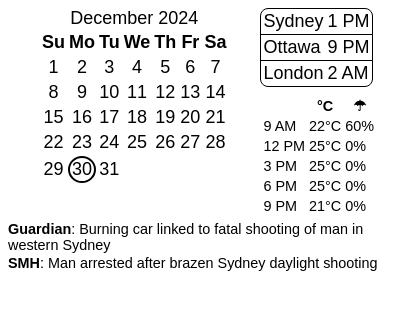 December 2024
Su Mo Tu We Th Fr Sa
1 2 3 4 5 6 7
8 9 10 11 12 13 14
15 16 17 18 19 20 21
22 23 24 25 26 27 28
29 30 31
Sydney 1 PM
Ottawa 9 PM
London 2 AM
°C ☂
9 AM 22°C 60%
12 PM 25°C 0%
3 PM 25°C 0%
6 PM 25°C 0%
9 PM 21°C 0%
Guardian: Burning car linked to fatal shooting of man in
western Sydney
SMH: Man arrested after brazen Sydney daylight shooting